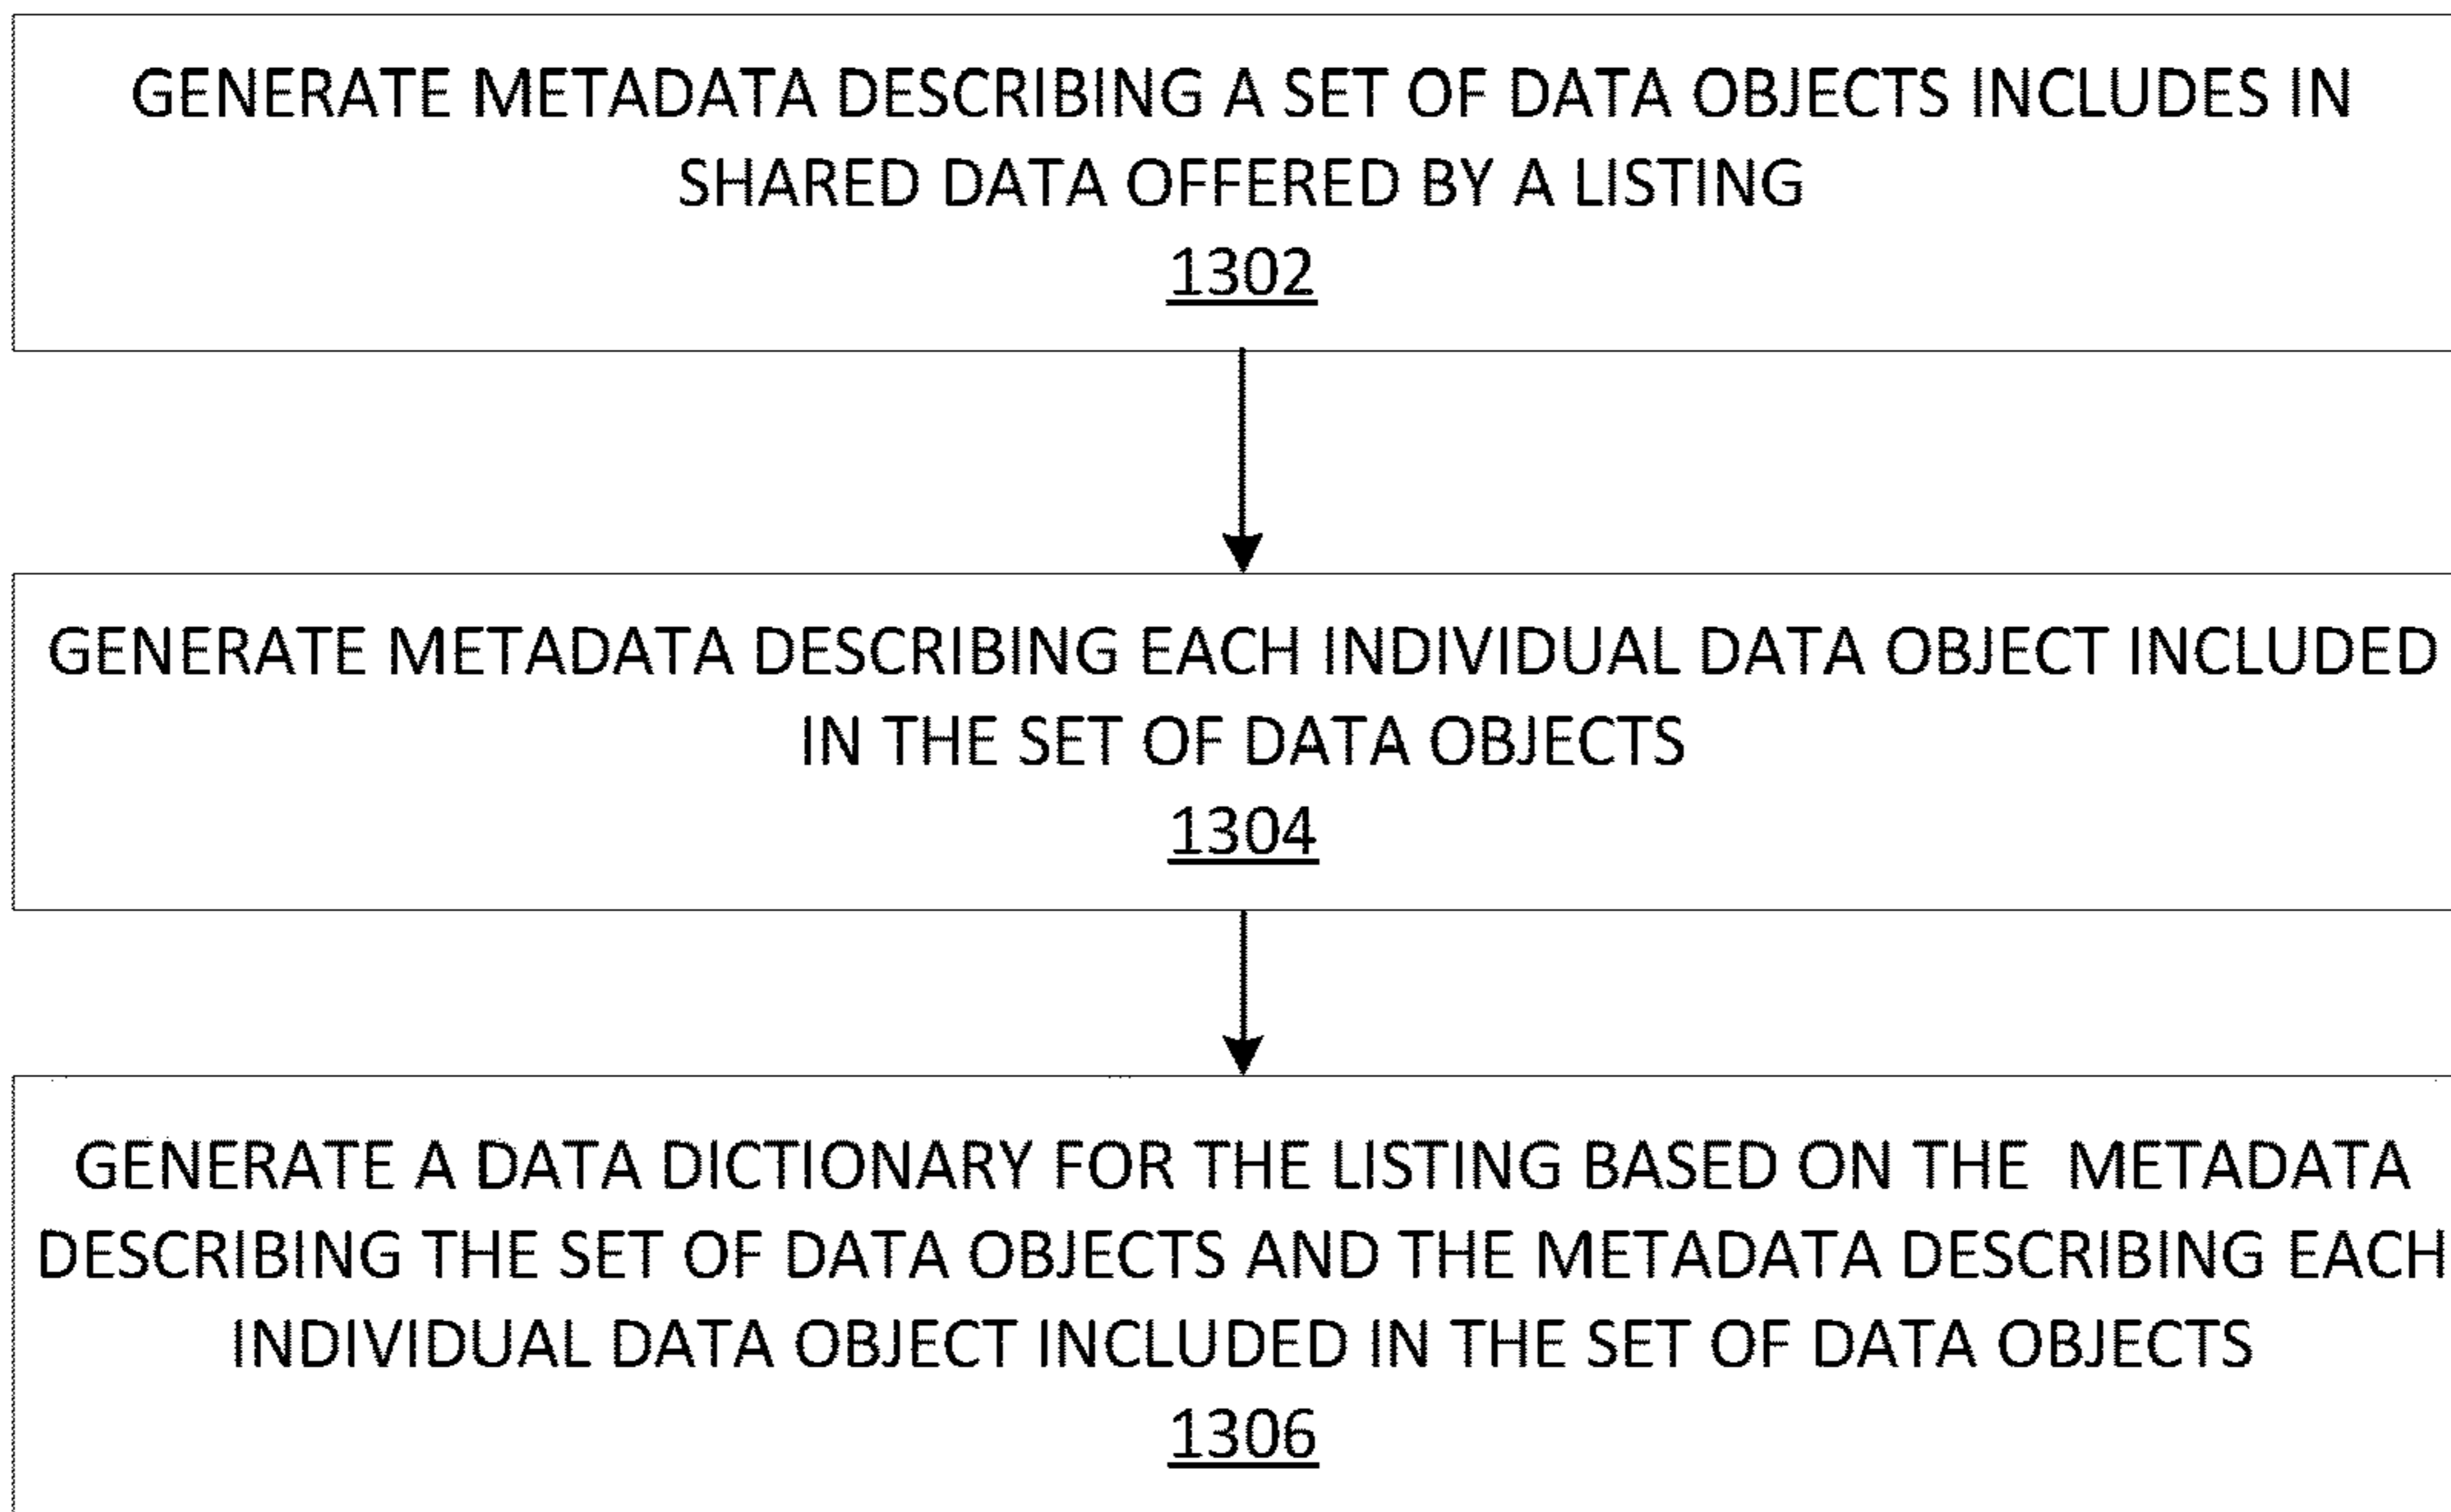 GENERATE METADATA DESCRIBING A SET OF DATA OBJECTS INCLUDES IN
SHARED DATA OFFERED BY A LISTING
1302
GENERATE METADATA DESCRIBING EACH INDIVIDUAL DATA OBJECT INCLUDED
IN THE SET OF DATA OBJECTS
1304
GENERATE A DATA DICTIONARY FOR THE LISTING BASED ON THE METADATA
DESCRIBING THE SET OF DATA OBJECTS AND THE METADATA DESCRIBING EACH
INDIVIDUAL DATA OBJECT INCLUDED IN THE SET OF DATA OBJECTS
1306